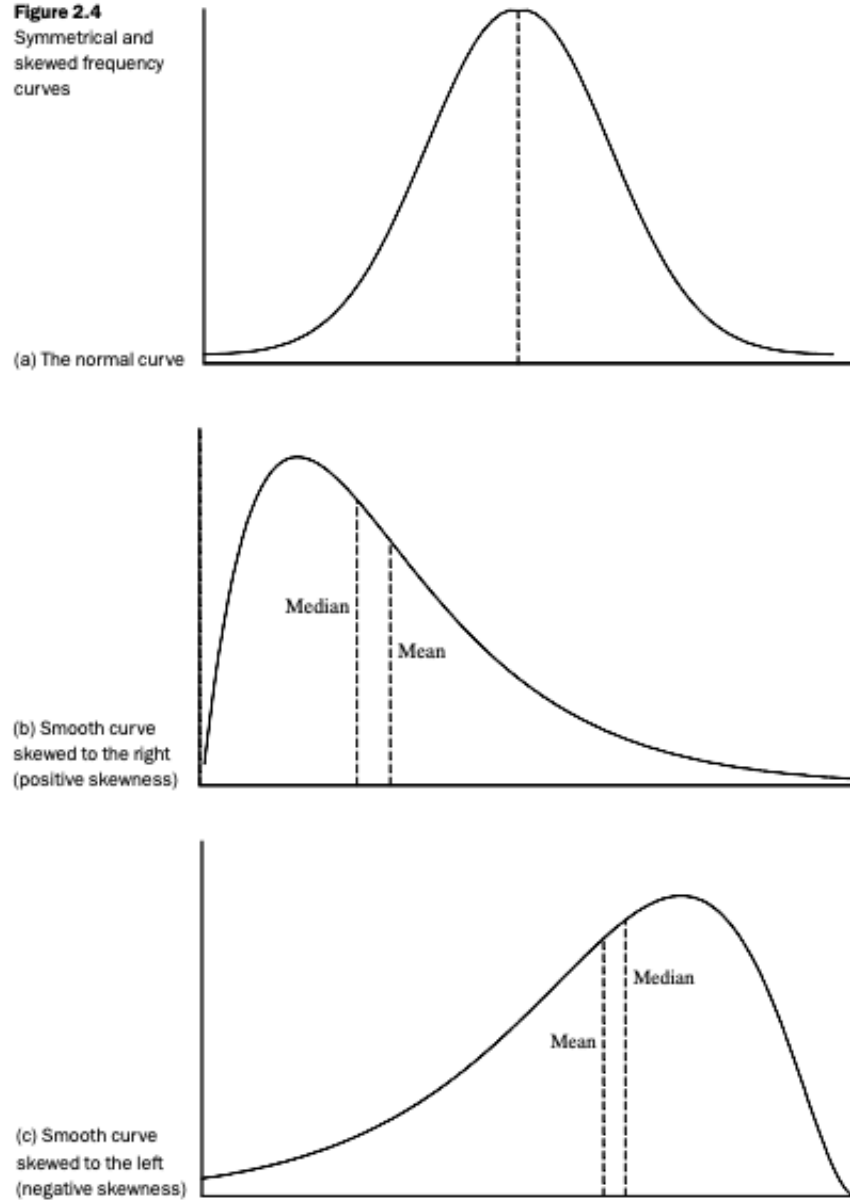 Figure 2.4
Symmetrical and
skewed frequency
curves
(a) The normal curve
Median
Mean
(b) Smooth curve
skewed to the right
(positive skewness)
Median
Mean
(c) Smooth curve
skewed to the left
(negative skewness)